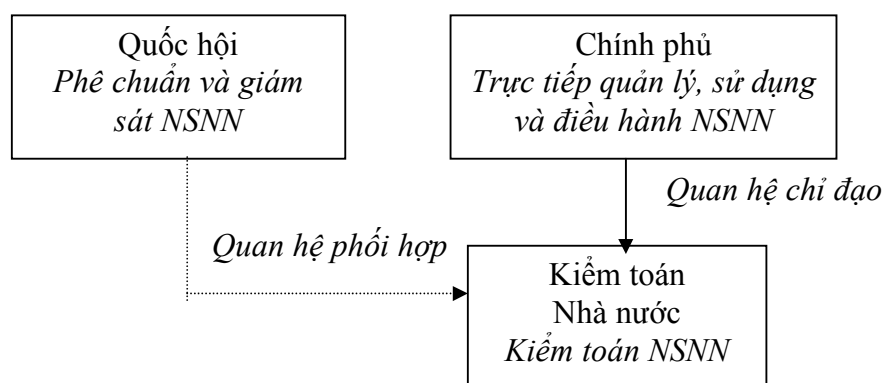 Quốc hội
Phê chuẩn và giám
sát NSNN
Chính phủ
Trực tiếp quản lý, sử dụng
và điều hành NSNN
Quan hệ chỉ đạo
Quan hệ phối hợp
Kiểm toán
Nhà nước
Kiểm toán NSNN